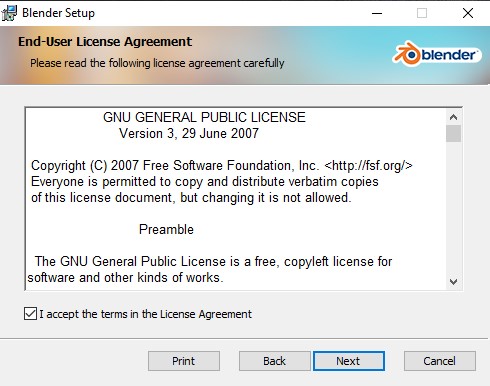 Blender Setup
End-User License Agreement
Please read the following license agreement carefully
blender
GNU GENERAL PUBLIC LICENSE
Version 3, 29 June 2007
Copyright (C) 2007 Free Software Foundation, Inc. <http://fsf.org/>
Everyone is permitted to copy and distribute verbatim copies
of this license document, but changing it is not allowed.
Preamble
The GNU General Public License is a free, copyleft license for
software and other kinds of works.
I accept the terms in the License Agreement
Print Back Next Cancel